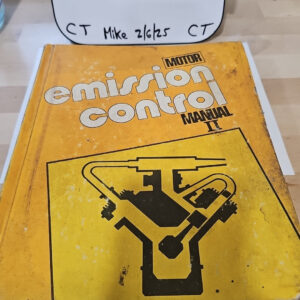 CT Mike 2/6/25 CT
MOTOR
emission
control
MANUAL
II